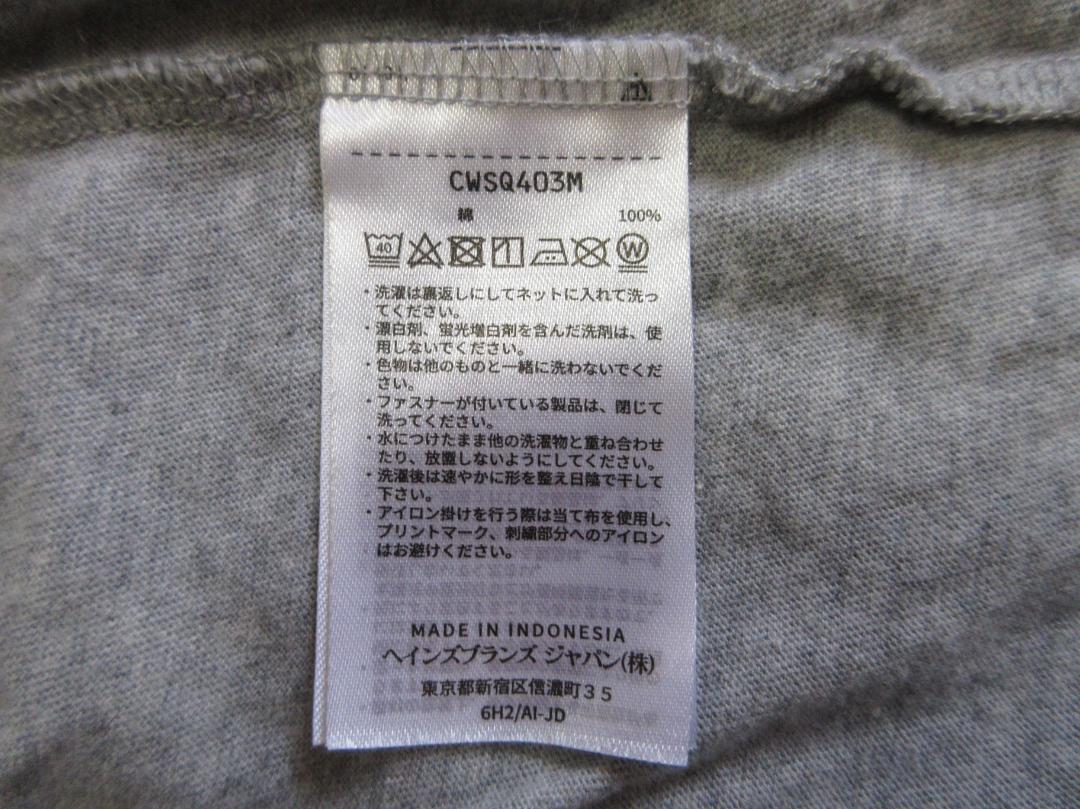 CWSQ403M
綿 100%
40
W
・洗濯は裏返しにしてネットに入れて洗っ
てください。
・漂白剤、蛍光増白剤を含んだ洗剤は、使
用しないでください。
・色物は他のものと一緒に洗わないでくだ
さい。
・ファスナーが付いている製品は、閉じて
洗ってください。
・水につけたまま他の洗濯物と重ね合わせ
たり、放置しないようにしてください。
・洗濯後は速やかに形を整え日陰で干して
下さい。
・アイロン掛けを行う際は当て布を使用し、
プリントマーク、刺繍部分へのアイロン
はお避けください。
MADE IN INDONESIA
ヘインズブランズ ジャパン(株)
東京都新宿区信濃町35
6H2/AI-JD